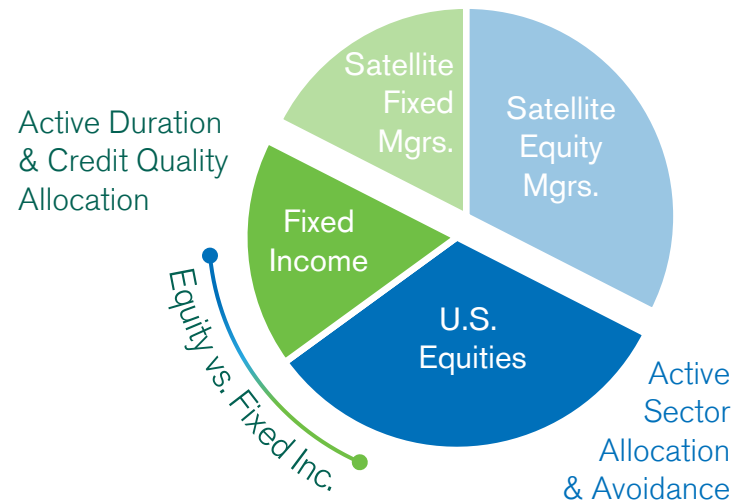 Satellite
Fixed
Mgrs.
Satellite
Equity
Mgrs.
Active Duration
& Credit Quality
Allocation
Fixed
Income
U.S.
Equities
Equity vs. Fixed Inc.
Active
Sector
Allocation
& Avoidance